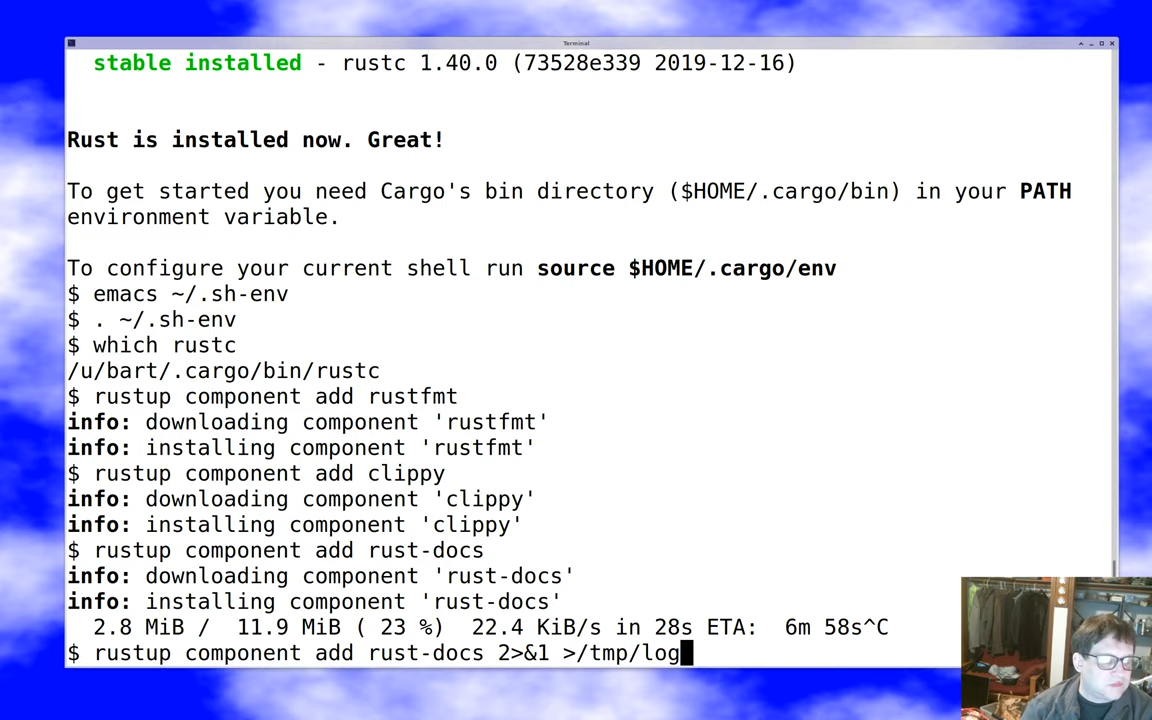 Terminal
stable installed - rustc 1.40.0 (73528e339 2019-12-16)
Rust is installed now. Great!
To get started you need Cargo's bin directory ($HOME/.cargo/bin) in your PATH
environment variable.
To configure your current shell run source $HOME/.cargo/env
$ emacs ~/.sh-env
$ . ~/.sh-env
$ which rustc
/u/bart/.cargo/bin/rustc
$ rustup component add rustfmt
info: downloading component 'rustfmt'
info: installing component 'rustfmt'
$ rustup component add clippy
info: downloading component 'clippy'
info: installing component 'clippy'
$ rustup component add rust-docs
info: downloading component 'rust-docs'
info: installing component 'rust-docs'
2.8 MiB / 11.9 MiB ( 23 %) 22.4 KiB/s in 28s ETA: 6m 58s^C
$ rustup component add rust-docs 2>&1 >/tmp/log